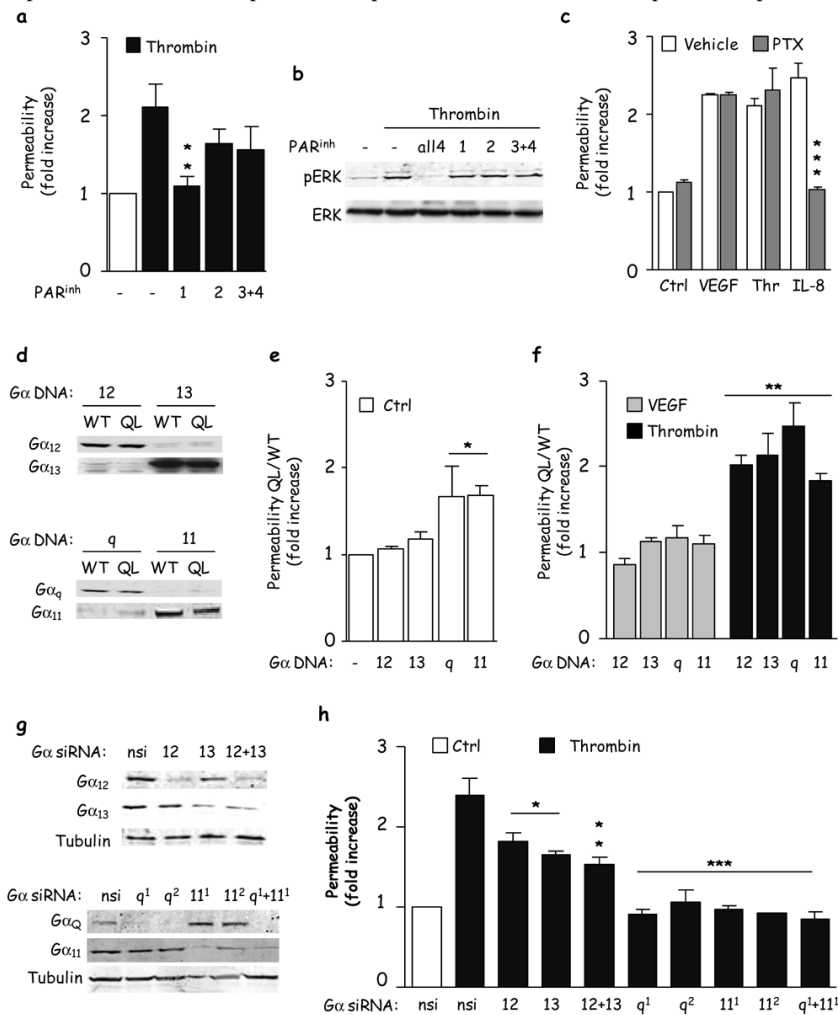 a
Thrombin
Permeability
(fold increase)
3
2
1
0
* *
PARinh - - 1 2 3+4
b
Thrombin
PARinh - - all4 1 2 3+4
pERK
ERK
c
Vehicle PTX
Permeability
(fold increase)
3
2
1
0
***
Ctrl VEGF Thr IL-8
d
Gα DNA: 12 13
WT QL WT QL
Gα12
Gα13
Gα DNA: q 11
WT QL WT QL
Gαq
Gα11
e
Ctrl
Permeability QL/WT
(fold increase)
3
2
1
0
*
Gα DNA: - 12 13 q 11
f
VEGF
Thrombin
Permeability QL/WT
(fold increase)
3
2
1
0
**
Gα DNA: 12 13 q 11 12 13 q 11
g
Gα siRNA: nsi 12 13 12+13
Gα12
Gα13
Tubulin
Gα siRNA: nsi q¹ q² 11¹ 11² q¹+11¹
GαQ
Gα11
Tubulin
h
Ctrl Thrombin
Permeability
(fold increase)
3
2
1
0
*
* *
***
Gα siRNA: nsi nsi 12 13 12+13 q¹ q² 11¹ 11² q¹+11¹